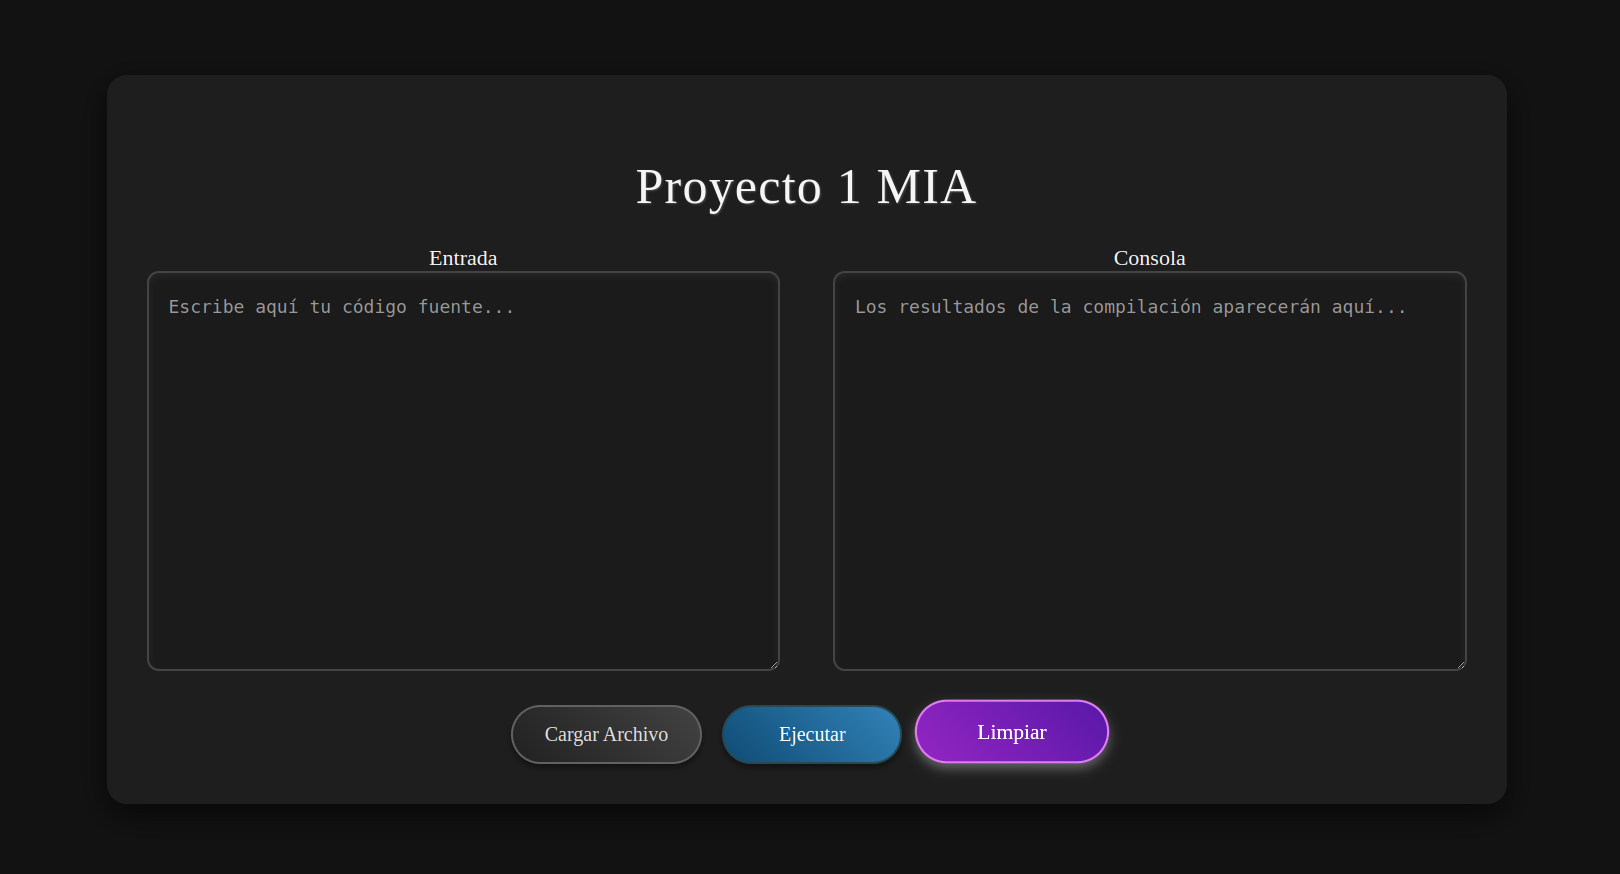 Proyecto 1 MIA
Entrada
Escribe aquí tu código fuente...
Consola
Los resultados de la compilación aparecerán aquí...
Cargar Archivo
Ejecutar
Limpiar